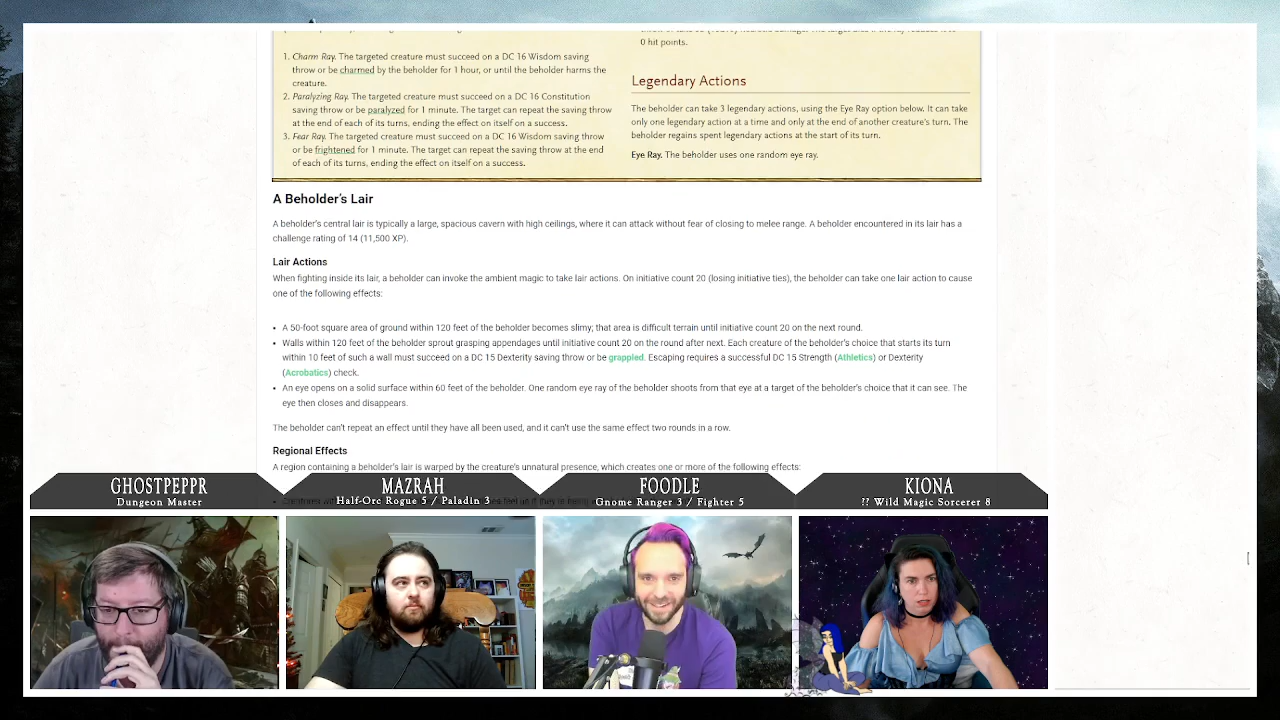 1. Charm Ray. The targeted creature must succeed on a DC 16 Wisdom saving
throw or be charmed by the beholder for 1 hour, or until the beholder harms the
creature.
2. Paralyzing Ray. The targeted creature must succeed on a DC 16 Constitution
saving throw or be paralyzed for 1 minute. The target can repeat the saving throw
at the end of each of its turns, ending the effect on itself on a success.
3. Fear Ray. The targeted creature must succeed on a DC 16 Wisdom saving throw
or be frightened for 1 minute. The target can repeat the saving throw at the end
of each of its turns, ending the effect on itself on a success.
0 hit points.
Legendary Actions
The beholder can take 3 legendary actions, using the Eye Ray option below. It can take
only one legendary action at a time and only at the end of another creature's turn. The
beholder regains spent legendary actions at the start of its turn.
Eye Ray. The beholder uses one random eye ray.
A Beholder's Lair
A beholder's central lair is typically a large, spacious cavern with high ceilings, where it can attack without fear of closing to melee range. A beholder encountered in its lair has a
challenge rating of 14 (11,500 XP).
Lair Actions
When fighting inside its lair, a beholder can invoke the ambient magic to take lair actions. On initiative count 20 (losing initiative ties), the beholder can take one lair action to cause
one of the following effects:
• A 50-foot square area of ground within 120 feet of the beholder becomes slimy; that area is difficult terrain until initiative count 20 on the next round.
• Walls within 120 feet of the beholder sprout grasping appendages until initiative count 20 on the round after next. Each creature of the beholder's choice that starts its turn
within 10 feet of such a wall must succeed on a DC 15 Dexterity saving throw or be grappled. Escaping requires a successful DC 15 Strength (Athletics) or Dexterity
(Acrobatics) check.
• An eye opens on a solid surface within 60 feet of the beholder. One random eye ray of the beholder shoots from that eye at a target of the beholder's choice that it can see. The
eye then closes and disappears.
The beholder can't repeat an effect until they have all been used, and it can't use the same effect two rounds in a row.
Regional Effects
A region containing a beholder's lair is warped by the creature's unnatural presence, which creates one or more of the following effects:
GHOSTPEPPR
Dungeon Master
MAZRAH
Half-Orc Rogue 5 / Paladin 3
FOODLE
Gnome Ranger 3 / Fighter 5
KIONA
?? Wild Magic Sorcerer 8